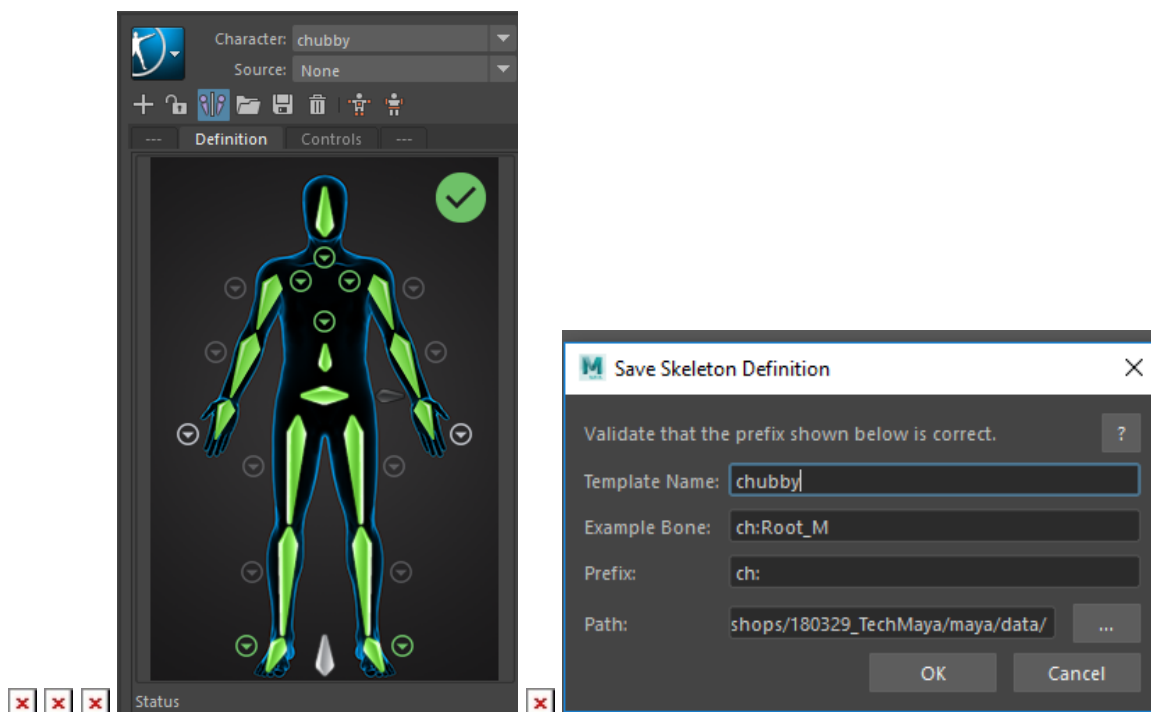 Character: chubby
Source: None
--- Definition Controls ---
Status
M Save Skeleton Definition
Validate that the prefix shown below is correct. ?
Template Name: chubby
Example Bone: ch:Root_M
Prefix: ch:
Path: shops/180329_TechMaya/maya/data/ ...
OK Cancel